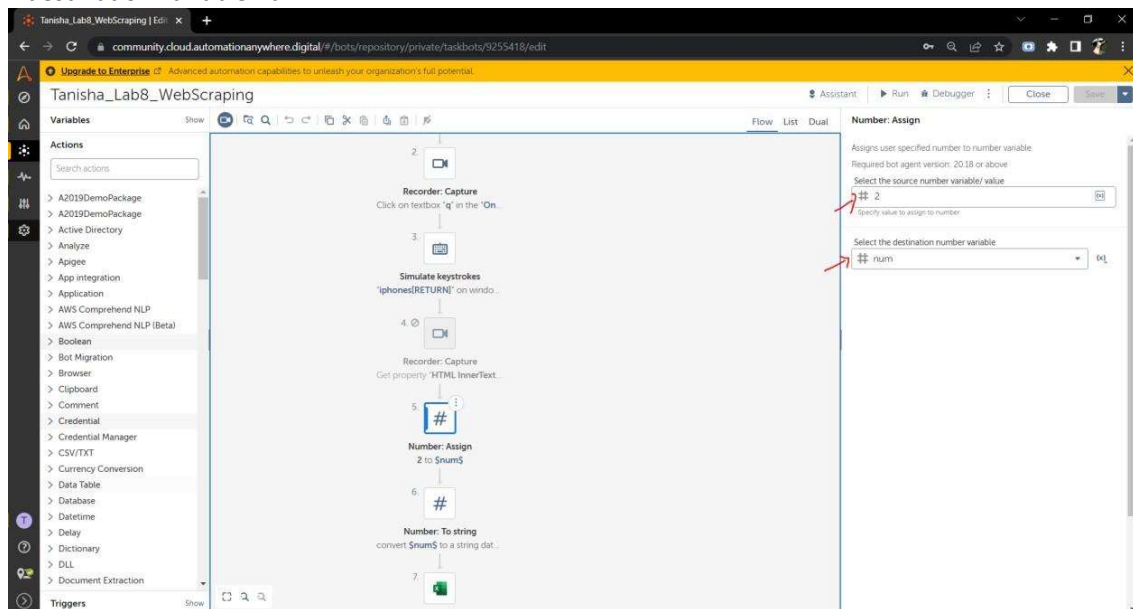 Tanisha_Lab8_WebScraping | Edi
community.cloud.automationanywhere.digital/#/bots/repository/private/taskbots/9255418/edit
Upgrade to Enterprise Advanced automation capabilities to unleash your organization's full potential.
Tanisha_Lab8_WebScraping
Assistant Run Debugger Close Save
Variables Show
Flow List Dual
Actions
Search actions
A2019DemoPackage
A2019DemoPackage
Active Directory
Analyze
Apigee
App integration
Application
AWS Comprehend NLP
AWS Comprehend NLP (Beta)
Boolean
Bot Migration
Browser
Clipboard
Comment
Credential
Credential Manager
CSV/TXT
Currency Conversion
Data Table
Database
Datetime
Delay
Dictionary
DLL
Document Extraction
Triggers Show
2.
Recorder: Capture
Click on textbox "q" in the "On...
3.
Simulate keystrokes
"iphones[RETURN]" on windo...
4.
Recorder: Capture
Get property "HTML InnerText...
5.
#
Number: Assign
2 to $num$
6.
#
Number: To string
convert $num$ to a string dat...
7.
Number: Assign
Assigns user specified number to number variable
Required bot agent version: 20.18 or above
Select the source number variable/ value
# 2
(x)
Specify value to assign to number
Select the destination number variable
# num
(x)
T